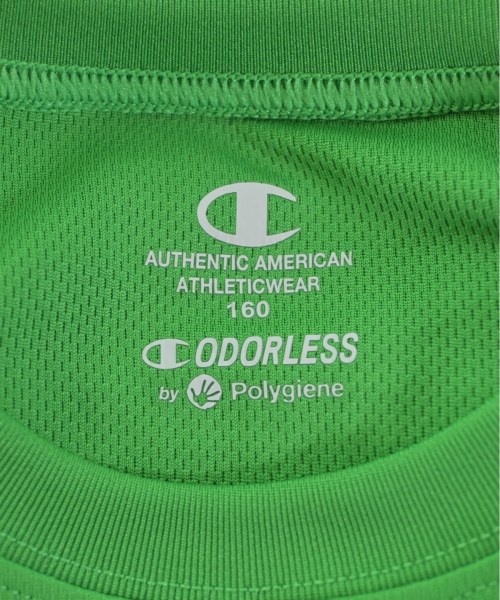 AUTHENTIC AMERICAN
ATHLETICWEAR
160
ODORLESS
by Polygiene